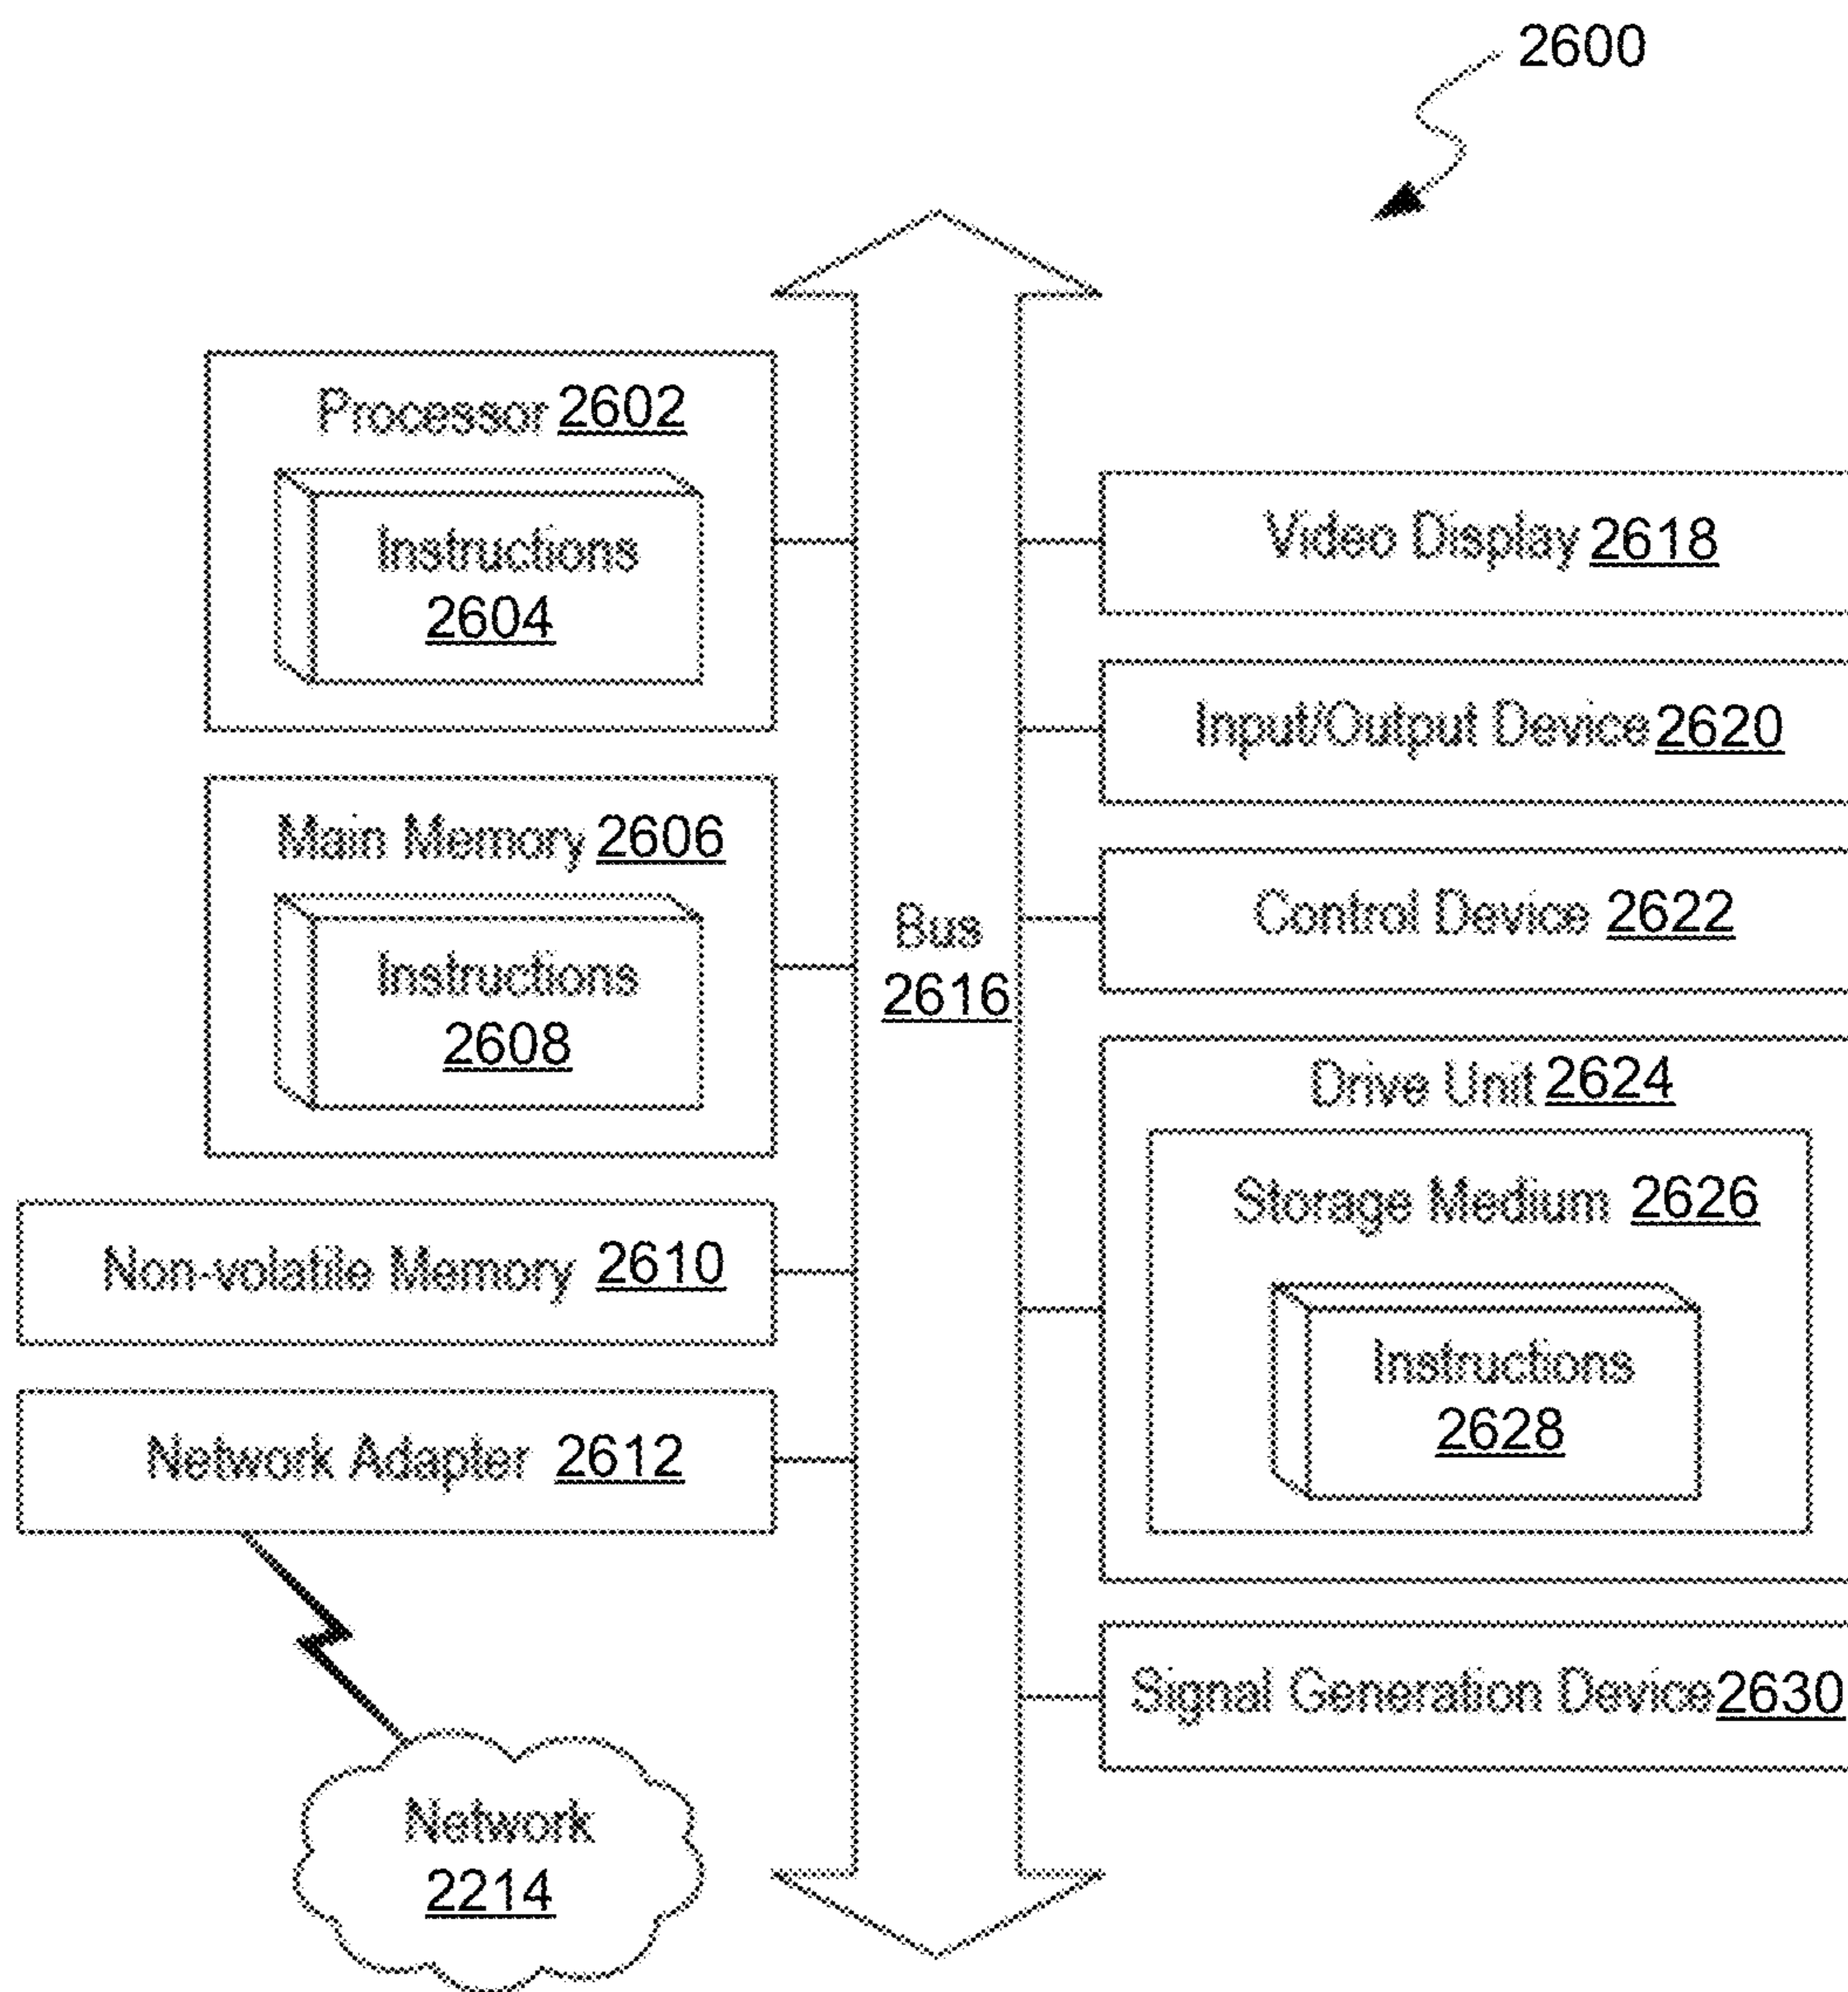 2600
Processor 2602
Instructions
2604
Main Memory 2606
Instructions
2608
Non-volatile Memory 2610
Network Adapter 2612
Network
2214
Bus
2616
Video Display 2618
Input/Output Device 2620
Control Device 2622
Drive Unit 2624
Storage Medium 2626
Instructions
2628
Signal Generation Device 2630